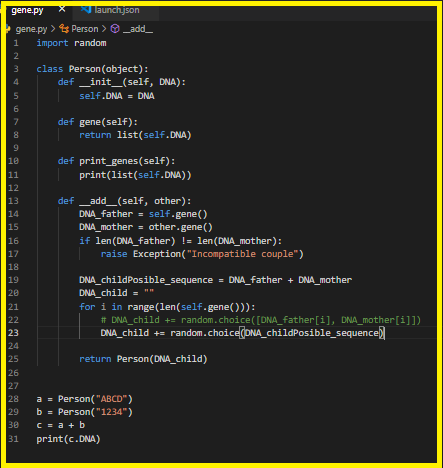 gene.py × launch.json
gene.py > Person > __add__
1 import random
2
3 class Person(object):
4     def __init__(self, DNA):
5         self.DNA = DNA
6
7     def gene(self):
8         return list(self.DNA)
9
10     def print_genes(self):
11         print(list(self.DNA))
12
13     def __add__(self, other):
14         DNA_father = self.gene()
15         DNA_mother = other.gene()
16         if len(DNA_father) != len(DNA_mother):
17             raise Exception("Incompatible couple")
18
19         DNA_childPosible_sequence = DNA_father + DNA_mother
20         DNA_child = ""
21         for i in range(len(self.gene())):
22             # DNA_child += random.choice([DNA_father[i], DNA_mother[i]])
23             DNA_child += random.choice(DNA_childPosible_sequence)
24
25         return Person(DNA_child)
26
27
28 a = Person("ABCD")
29 b = Person("1234")
30 c = a + b
31 print(c.DNA)